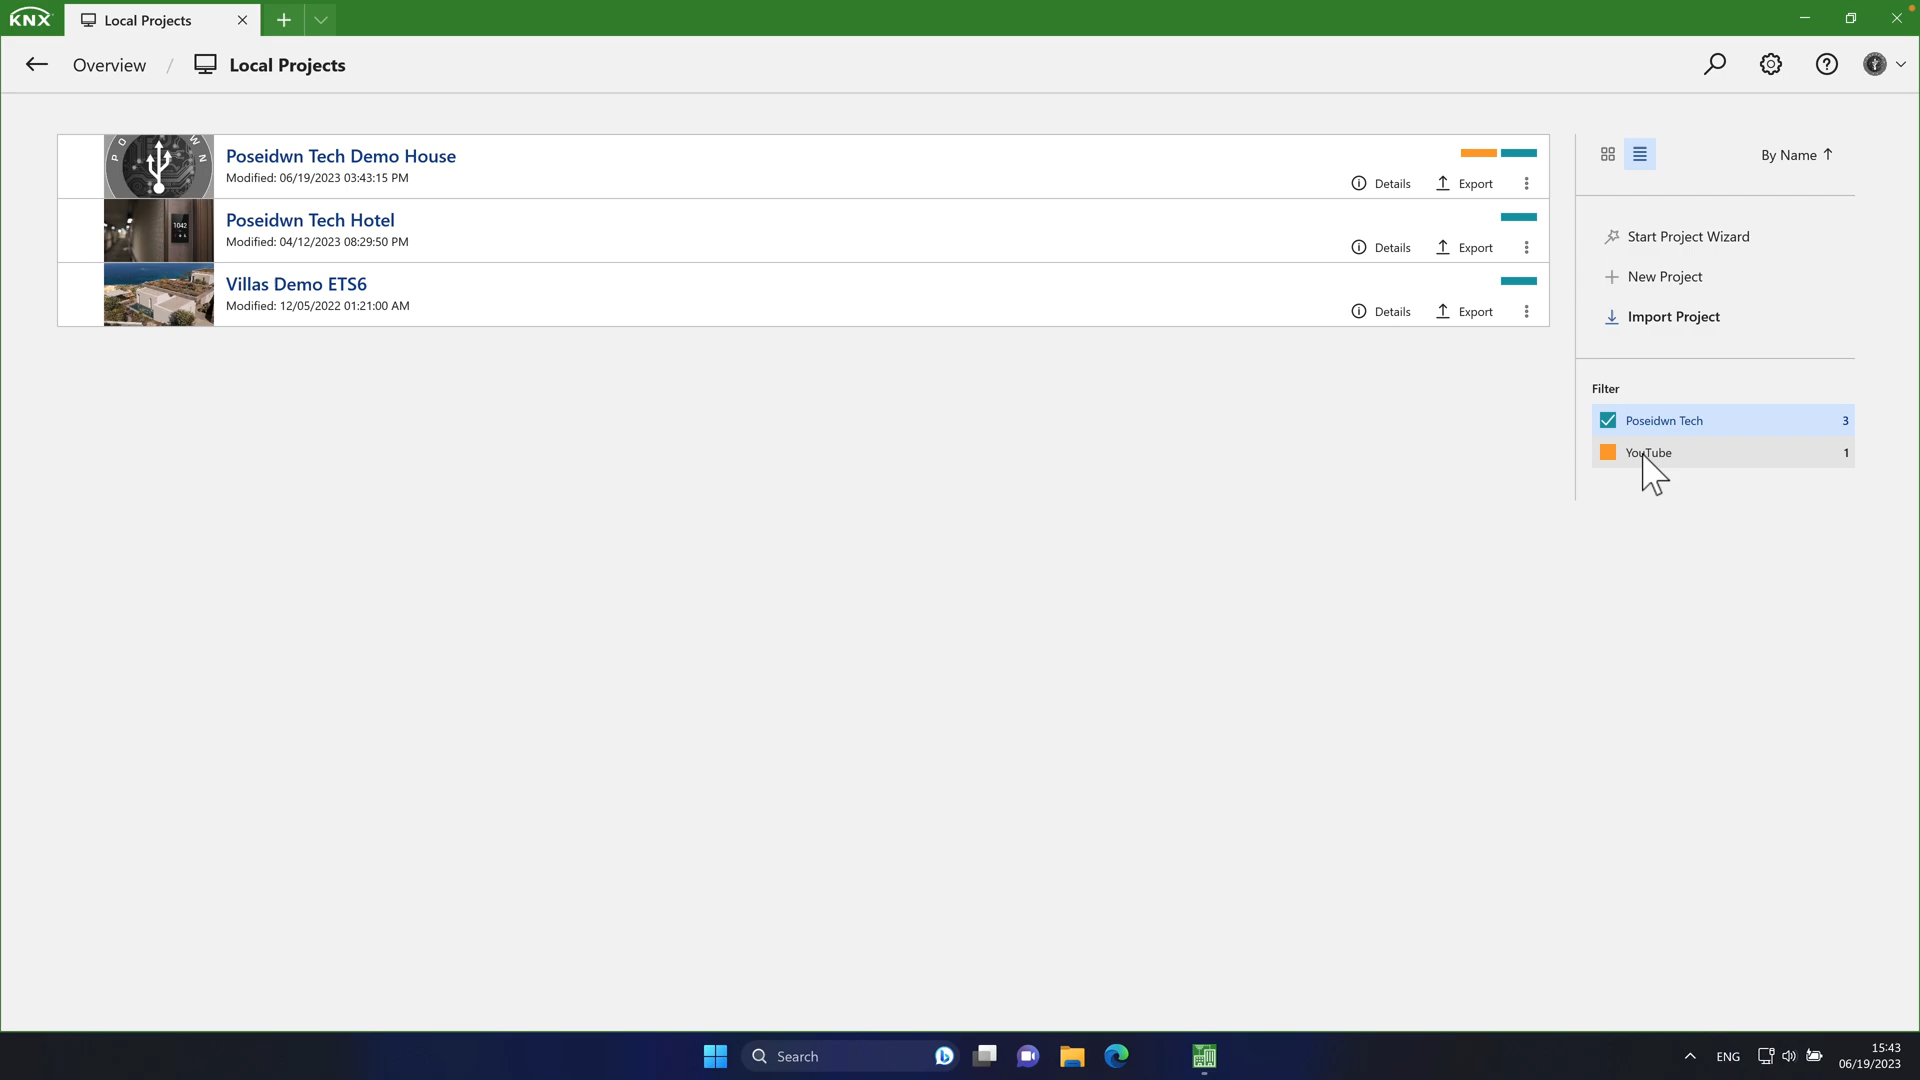 KNX
Local Projects
Overview / Local Projects
POSEIDOWN
Poseidwn Tech Demo House
Modified: 06/19/2023 03:43:15 PM
Details Export
1042
Poseidwn Tech Hotel
Modified: 04/12/2023 08:29:50 PM
Details Export
Villas Demo ETS6
Modified: 12/05/2022 01:21:00 AM
Details Export
By Name
Start Project Wizard
New Project
Import Project
Filter
Poseidwn Tech 3
YouTube 1
Search
ENG
15:43
06/19/2023